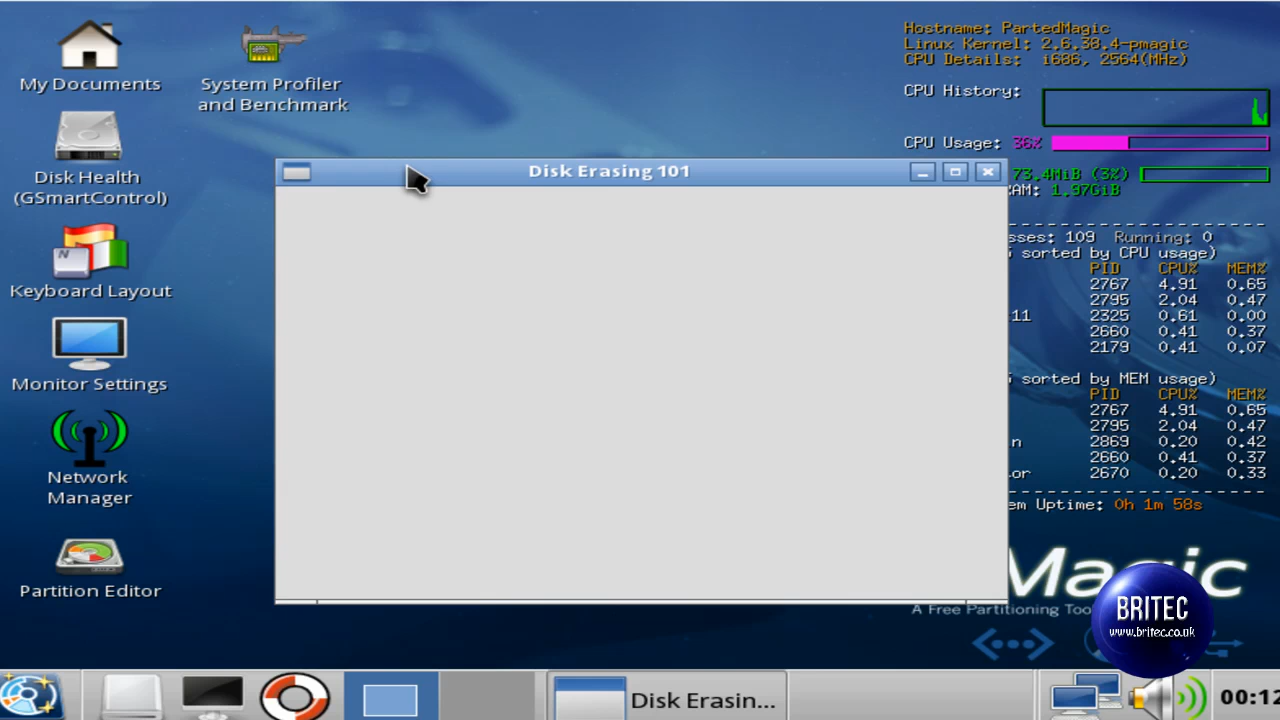 My Documents
System Profiler
and Benchmark
Disk Health
(GSmartControl)
Keyboard Layout
Monitor Settings
Network
Manager
Partition Editor
Disk Erasing 101
Hostname: PartedMagic
Linux Kernel: 2.6.38.4-pmagic
CPU Details: i686, 2564(MHz)
CPU History:
CPU Usage: 36%
73.4MiB (3%)
AM: 1.97GiB
sses: 109 Running: 0
sorted by CPU usage)
PID CPU% MEM%
2767 4.91 0.65
2795 2.04 0.47
11 2325 0.61 0.00
2660 0.41 0.37
2179 0.41 0.07
sorted by MEM usage)
PID CPU% MEM%
2767 4.91 0.65
2795 2.04 0.47
n 2869 0.20 0.42
2660 0.41 0.37
or 2670 0.20 0.33
em Uptime: 0h 1m 58s
Magic
A Free Partitioning Too
BRITEC
www.britec.co.uk
Disk Erasin...
00:12